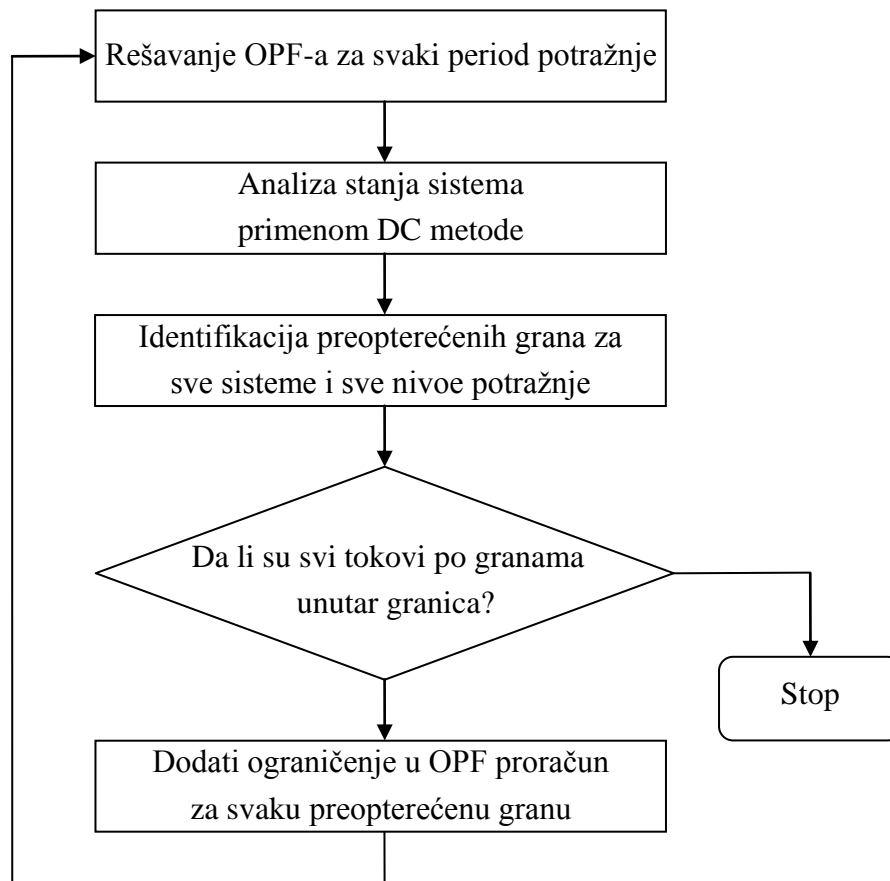 Rešavanje OPF-a za svaki period potražnje
Analiza stanja sistema
primenom DC metode
Identifikacija preopterećenih grana za
sve sisteme i sve nivoe potražnje
Da li su svi tokovi po granama
unutar granica?
Stop
Dodati ograničenje u OPF proračun
za svaku preopterećenu granu